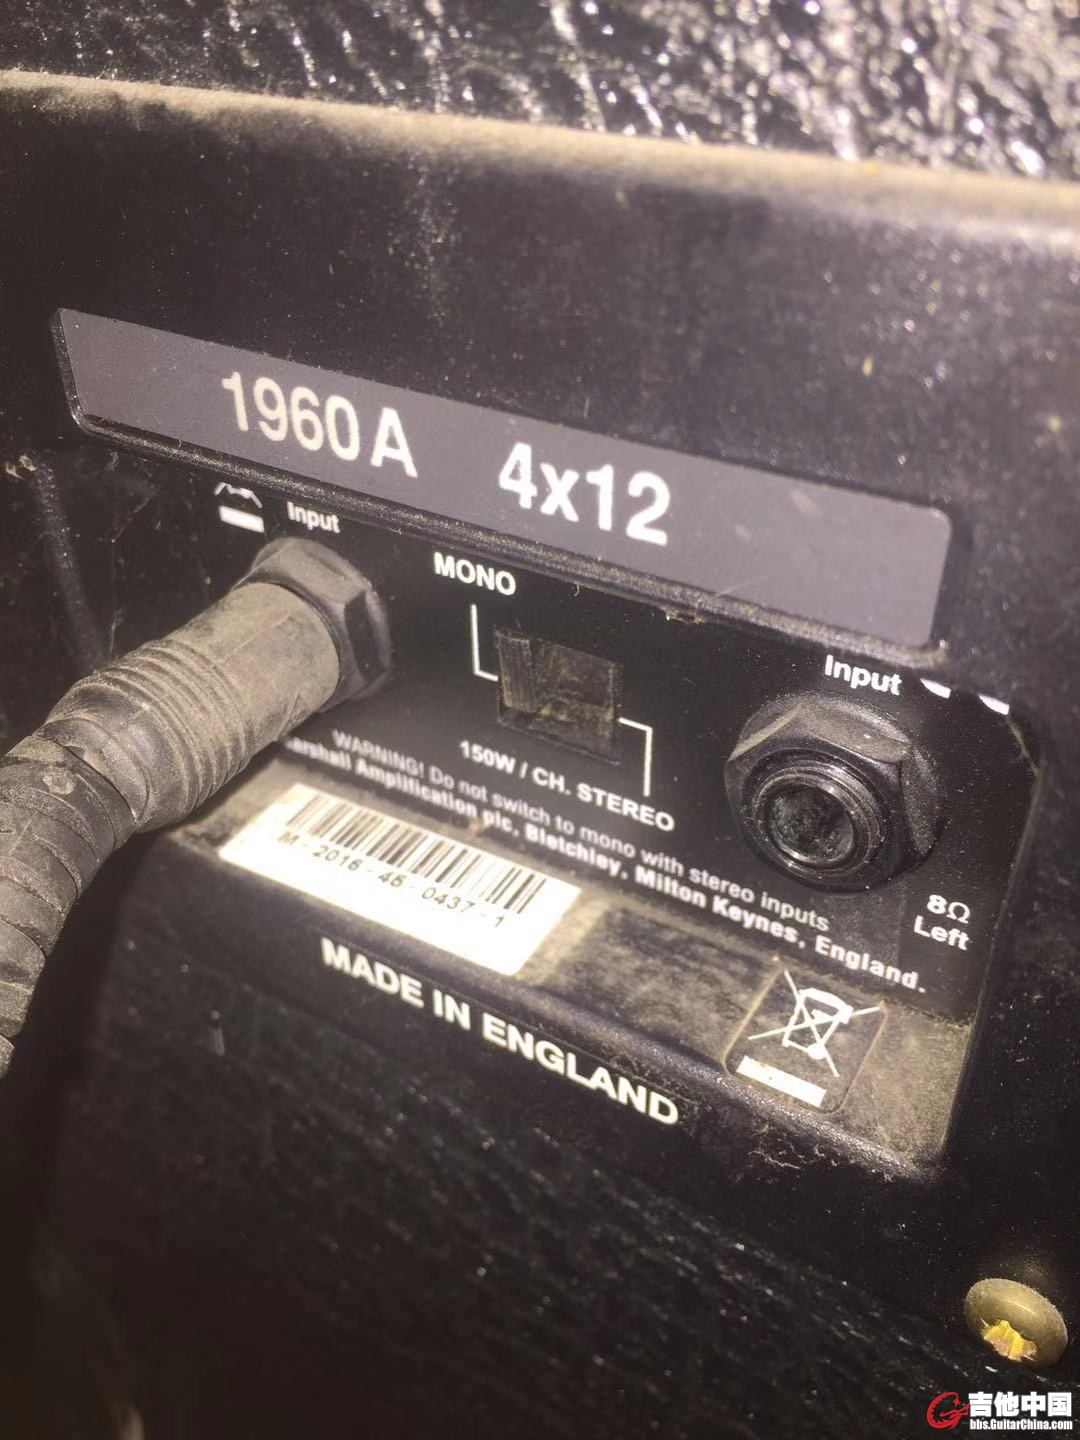 1960A 4x12
Input
MONO
Input
150W / CH. STEREO
WARNING! Do not switch to mono with stereo inputs
Marshall Amplification plc, Bletchley, Milton Keynes, England.
8Ω
Left
M-2016-46-0437-1
MADE IN ENGLAND
吉他中国
bbs.GuitarChina.com